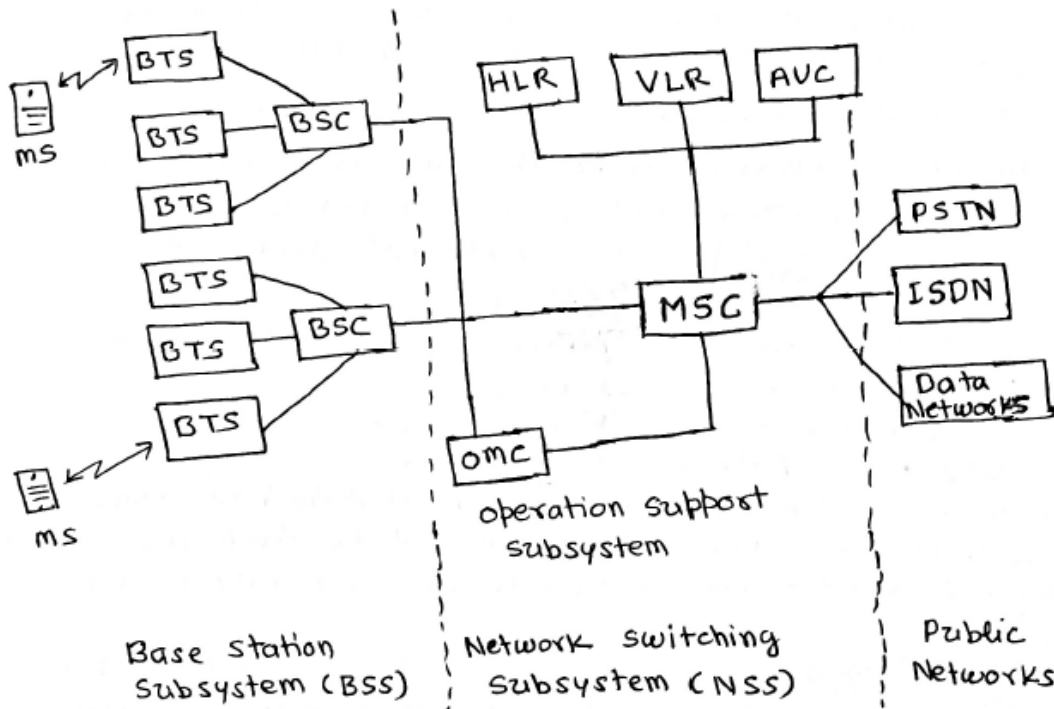 BTS
BTS
BTS
BTS
BTS
BTS
MS
MS
BSC
BSC
HLR
VLR
AUC
MSC
OMC
PSTN
ISDN
Data
Networks
operation support
subsystem
Base station
subsystem (BSS)
Network switching
subsystem (NSS)
Public
Networks